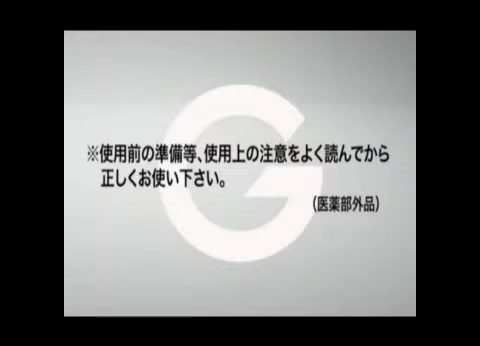 ※使用前の準備等、使用上の注意をよく読んでから
正しくお使い下さい。
(医薬部外品)
G